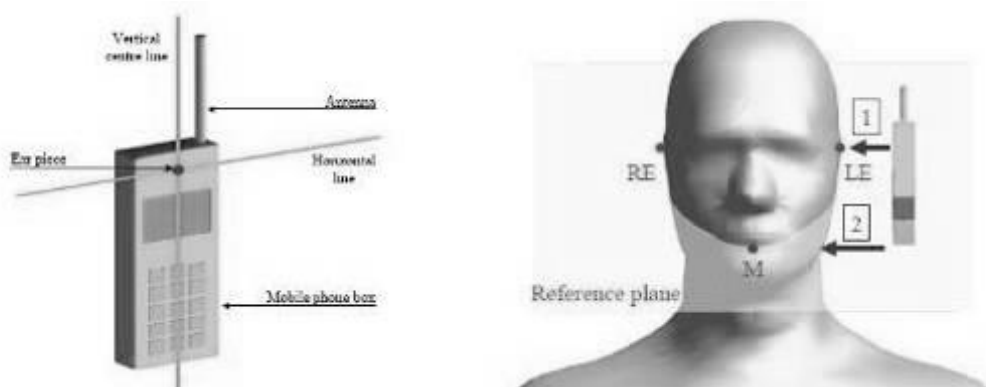 Vertical
centre line
Antenna
Ear piece
Horizontal
line
Mobile phone box
1
RE
LE
2
M
Reference plane